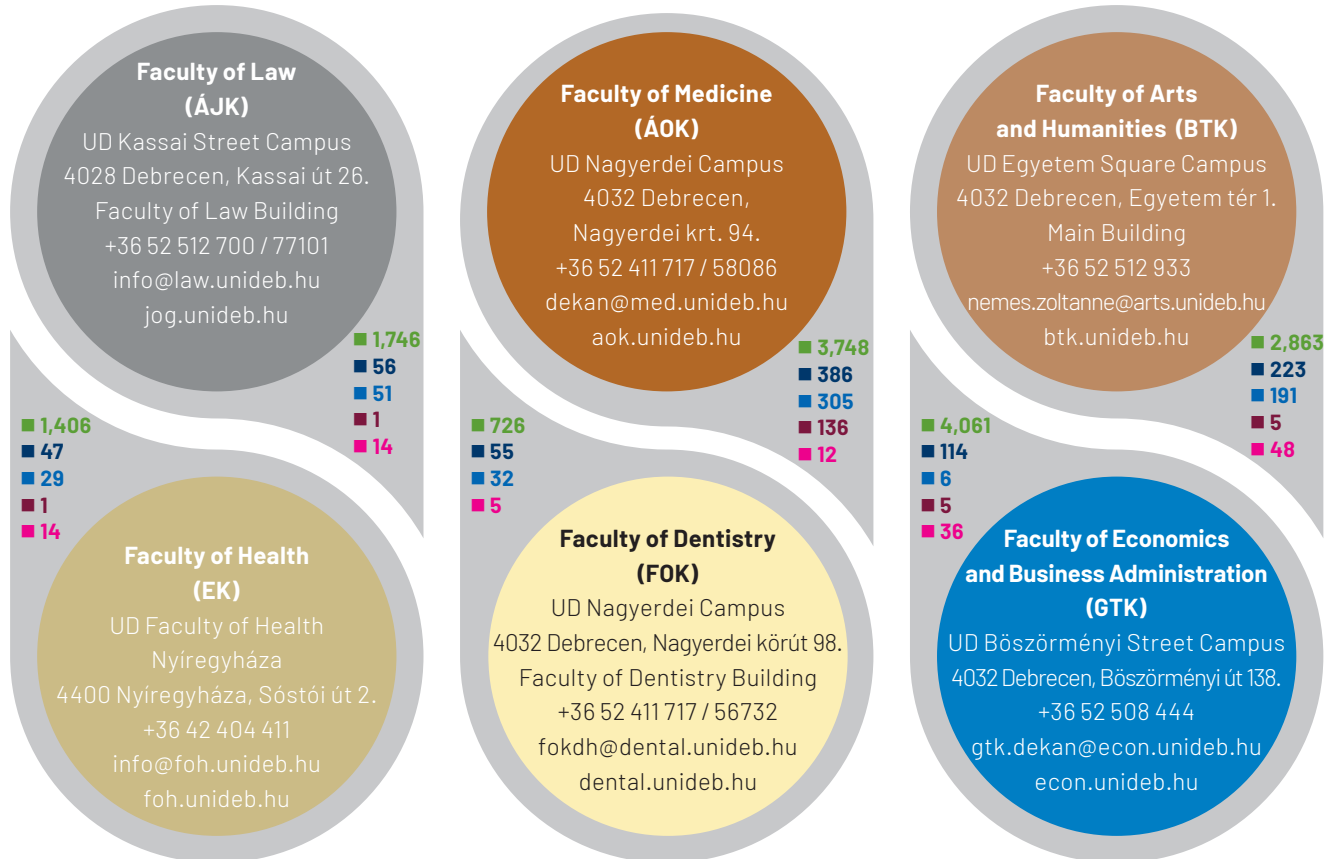 Faculty of Law
(ÁJK)
UD Kassai Street Campus
4028 Debrecen, Kassai út 26.
Faculty of Law Building
+36 52 512 700 / 77101
info@law.unideb.hu
jog.unideb.hu
1,746
56
51
1
14
Faculty of Medicine
(ÁOK)
UD Nagyerdei Campus
4032 Debrecen,
Nagyerdei krt. 94.
+36 52 411 717 / 58086
dekan@med.unideb.hu
aok.unideb.hu
3,748
386
305
136
12
Faculty of Arts
and Humanities (BTK)
UD Egyetem Square Campus
4032 Debrecen, Egyetem tér 1.
Main Building
+36 52 512 933
nemes.zoltanne@arts.unideb.hu
btk.unideb.hu
2,863
223
191
5
48
1,406
47
29
1
14
Faculty of Health
(EK)
UD Faculty of Health
Nyíregyháza
4400 Nyíregyháza, Sóstói út 2.
+36 42 404 411
info@foh.unideb.hu
foh.unideb.hu
726
55
32
5
Faculty of Dentistry
(FOK)
UD Nagyerdei Campus
4032 Debrecen, Nagyerdei körút 98.
Faculty of Dentistry Building
+36 52 411 717 / 56732
fokdh@dental.unideb.hu
dental.unideb.hu
4,061
114
6
5
36
Faculty of Economics
and Business Administration
(GTK)
UD Böszörményi Street Campus
4032 Debrecen, Böszörményi út 138.
+36 52 508 444
gtk.dekan@econ.unideb.hu
econ.unideb.hu